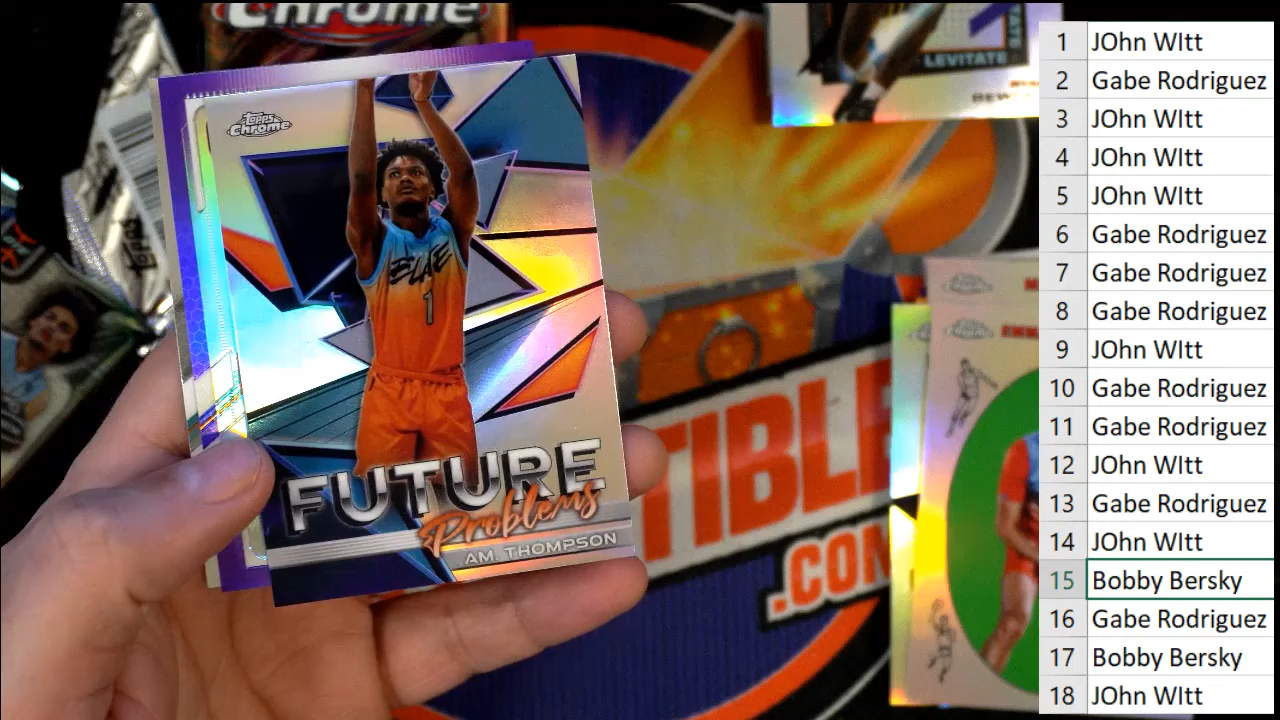 Chrome
LEVITATE
Topps
Chrome
BLAE
1
FUTURE
Problems
AM. THOMPSON
TIBLE
.COM
1 JOhn WItt
2 Gabe Rodriguez
3 JOhn WItt
4 JOhn WItt
5 JOhn WItt
6 Gabe Rodriguez
7 Gabe Rodriguez
8 Gabe Rodriguez
9 JOhn WItt
10 Gabe Rodriguez
11 Gabe Rodriguez
12 JOhn WItt
13 Gabe Rodriguez
14 JOhn WItt
15 Bobby Bersky
16 Gabe Rodriguez
17 Bobby Bersky
18 JOhn WItt